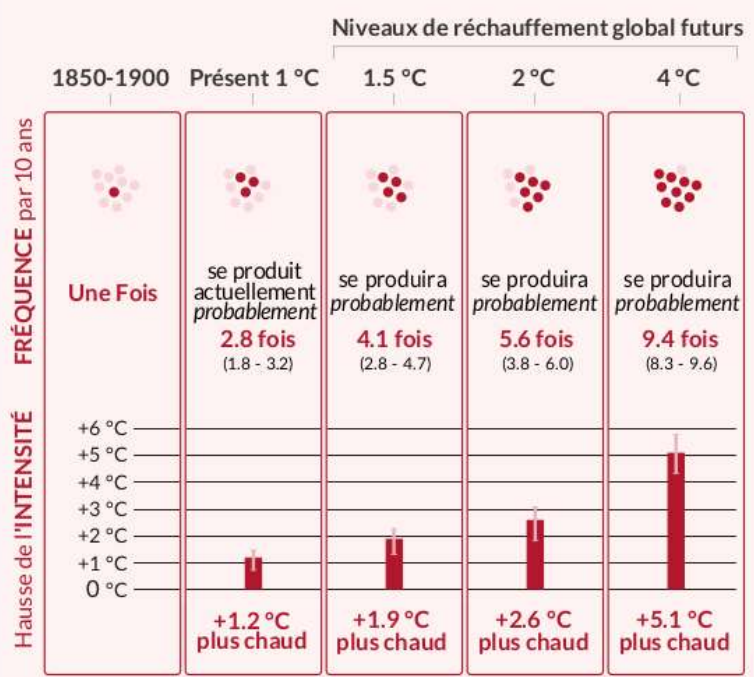 Niveaux de réchauffement global futurs
1850-1900 Présent 1 °C 1.5 °C 2 °C 4 °C
FRÉQUENCE par 10 ans
Une Fois
se produit
actuellement
probablement
2.8 fois
(1.8 - 3.2)
se produira
probablement
4.1 fois
(2.8 - 4.7)
se produira
probablement
5.6 fois
(3.8 - 6.0)
se produira
probablement
9.4 fois
(8.3 - 9.6)
Hausse de l'INTENSITÉ
+6 °C
+5 °C
+4 °C
+3 °C
+2 °C
+1 °C
0 °C
+1.2 °C
plus chaud
+1.9 °C
plus chaud
+2.6 °C
plus chaud
+5.1 °C
plus chaud